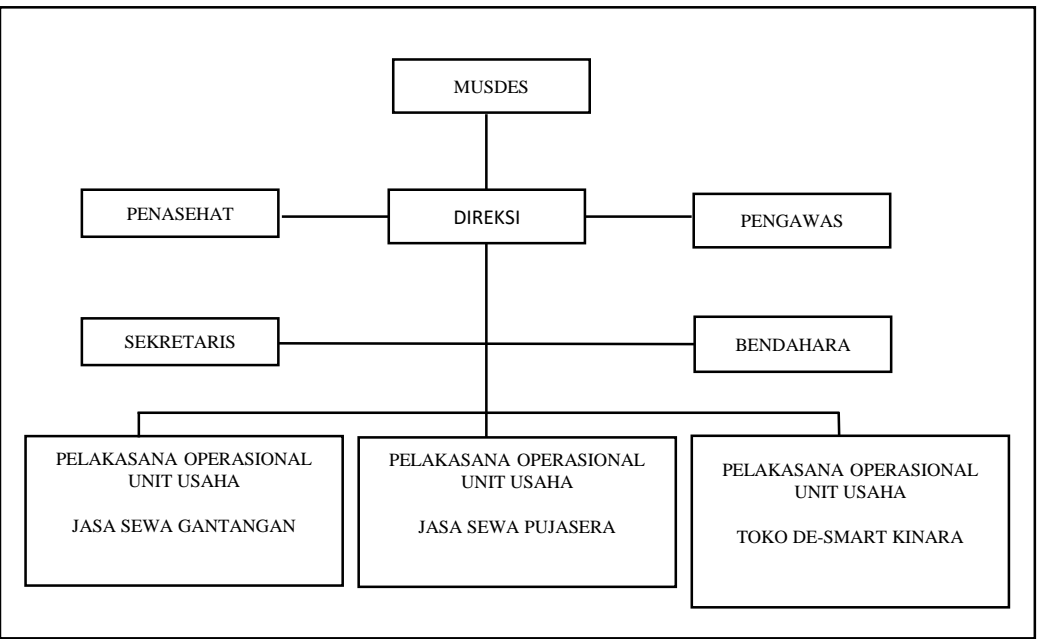 MUSDES
PENASEHAT
DIREKSI
PENGAWAS
SEKRETARIS
BENDAHARA
PELAKASANA OPERASIONAL
UNIT USAHA
JASA SEWA GANTANGAN
PELAKASANA OPERASIONAL
UNIT USAHA
JASA SEWA PUJASERA
PELAKASANA OPERASIONAL
UNIT USAHA
TOKO DE-SMART KINARA